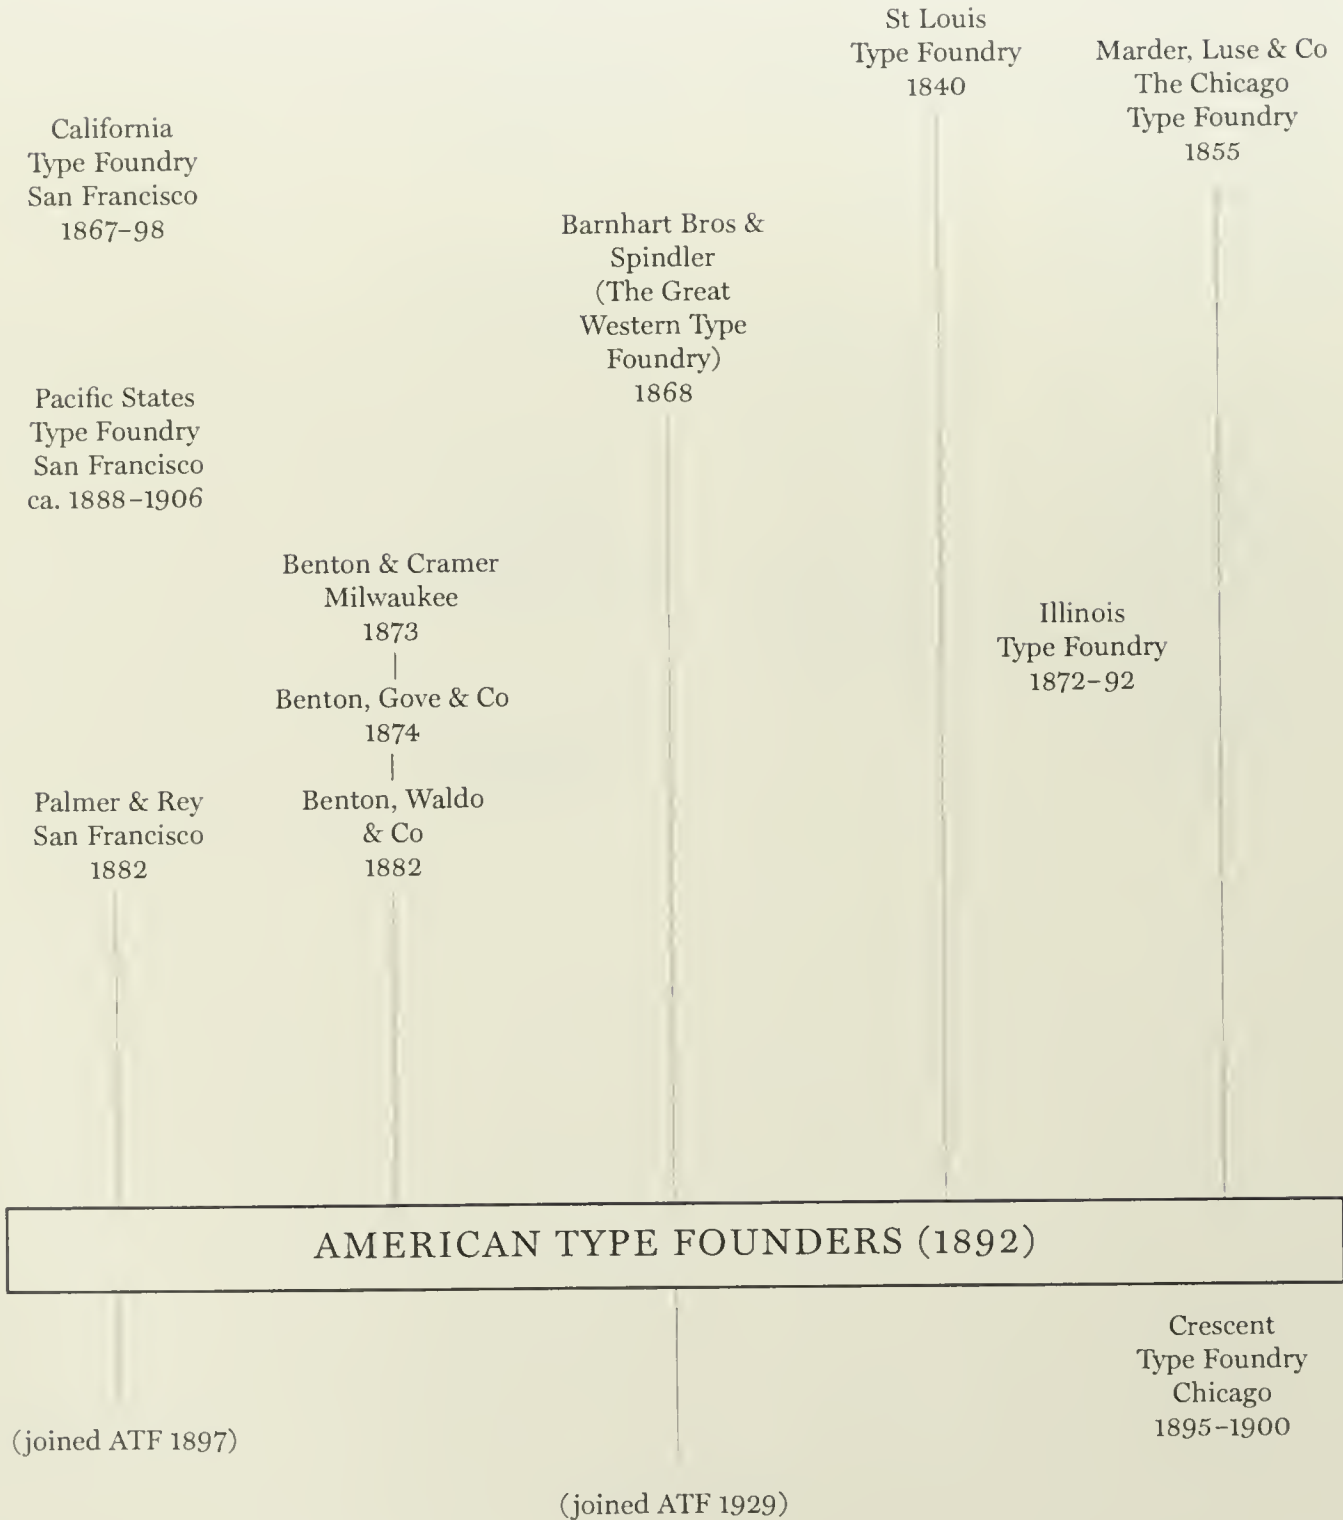 St Louis
Type Foundry
1840
Marder, Luse & Co
The Chicago
Type Foundry
1855
California
Type Foundry
San Francisco
1867–98
Barnhart Bros &
Spindler
(The Great
Western Type
Foundry)
1868
Pacific States
Type Foundry
San Francisco
ca. 1888–1906
Benton & Cramer
Milwaukee
1873
Benton, Gove & Co
1874
Illinois
Type Foundry
1872–92
Palmer & Rey
San Francisco
1882
Benton, Waldo
& Co
1882
AMERICAN TYPE FOUNDERS (1892)
Crescent
Type Foundry
Chicago
1895–1900
(joined ATF 1897)
(joined ATF 1929)